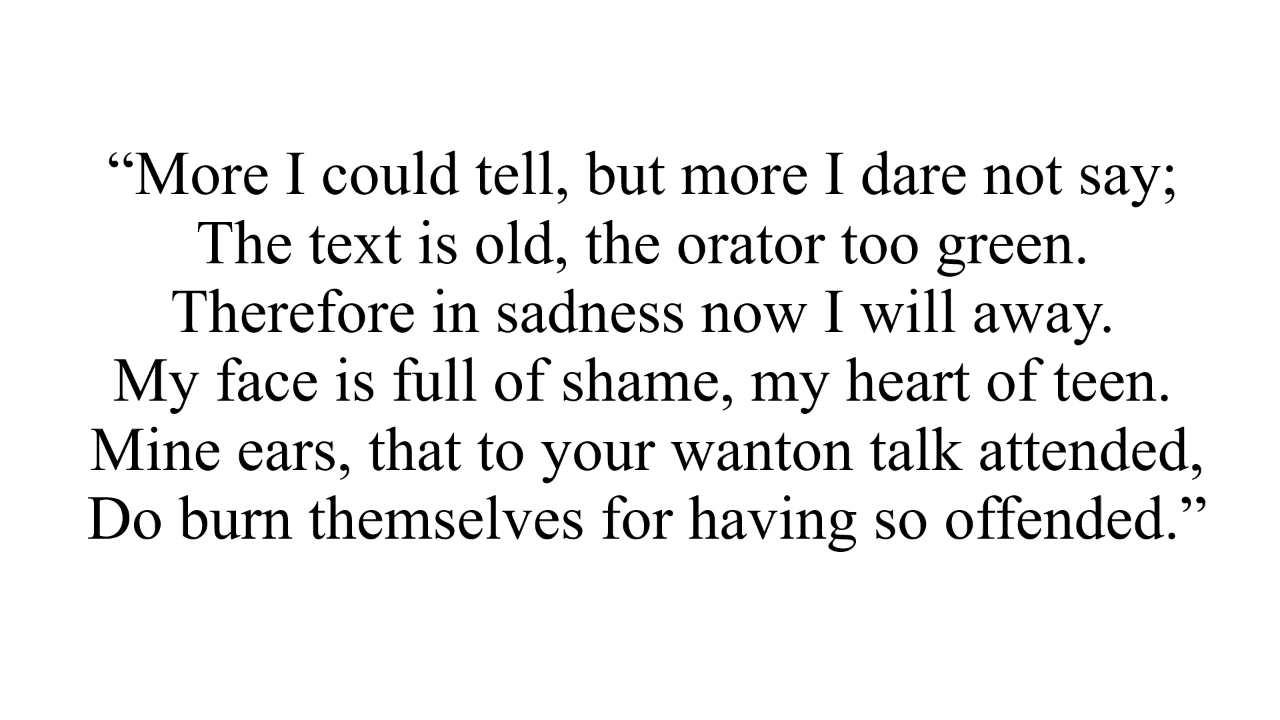 “More I could tell, but more I dare not say;
The text is old, the orator too green.
Therefore in sadness now I will away.
My face is full of shame, my heart of teen.
Mine ears, that to your wanton talk attended,
Do burn themselves for having so offended.”